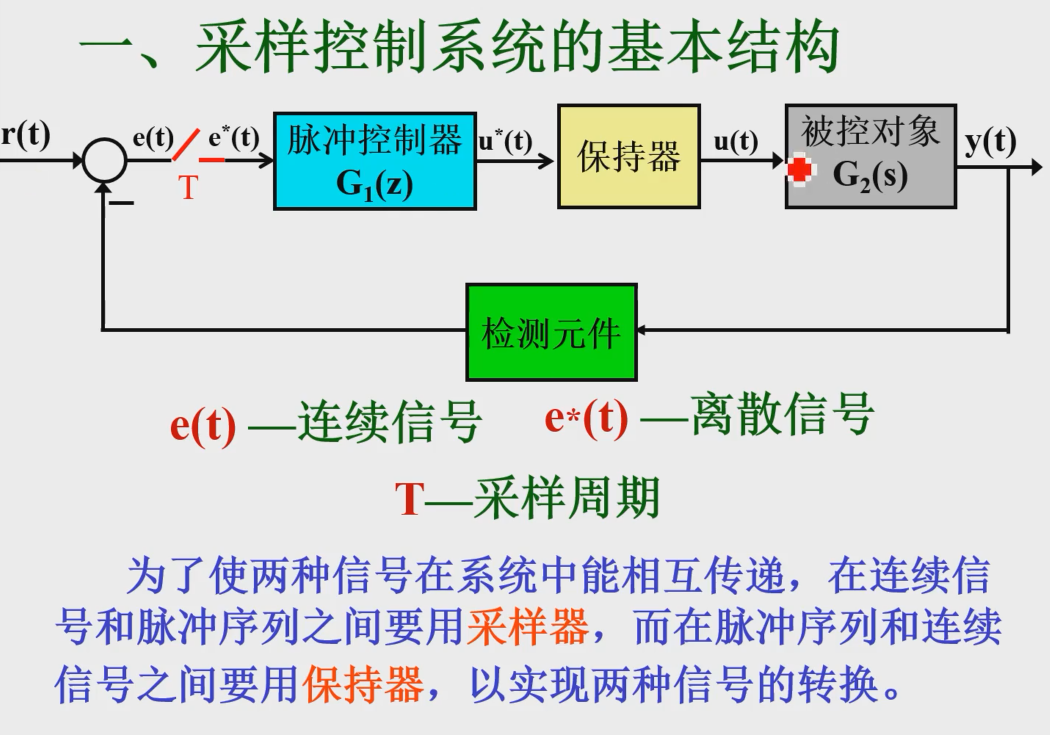 一、采样控制系统的基本结构
r(t)
e(t)
e*(t)
T
脉冲控制器
G₁(z)
u*(t)
保持器
u(t)
被控对象
G₂(s)
y(t)
—
检测元件
e(t) —连续信号 e*(t) —离散信号
T—采样周期
为了使两种信号在系统中能相互传递，在连续信
号和脉冲序列之间要用采样器，而在脉冲序列和连续
信号之间要用保持器，以实现两种信号的转换。